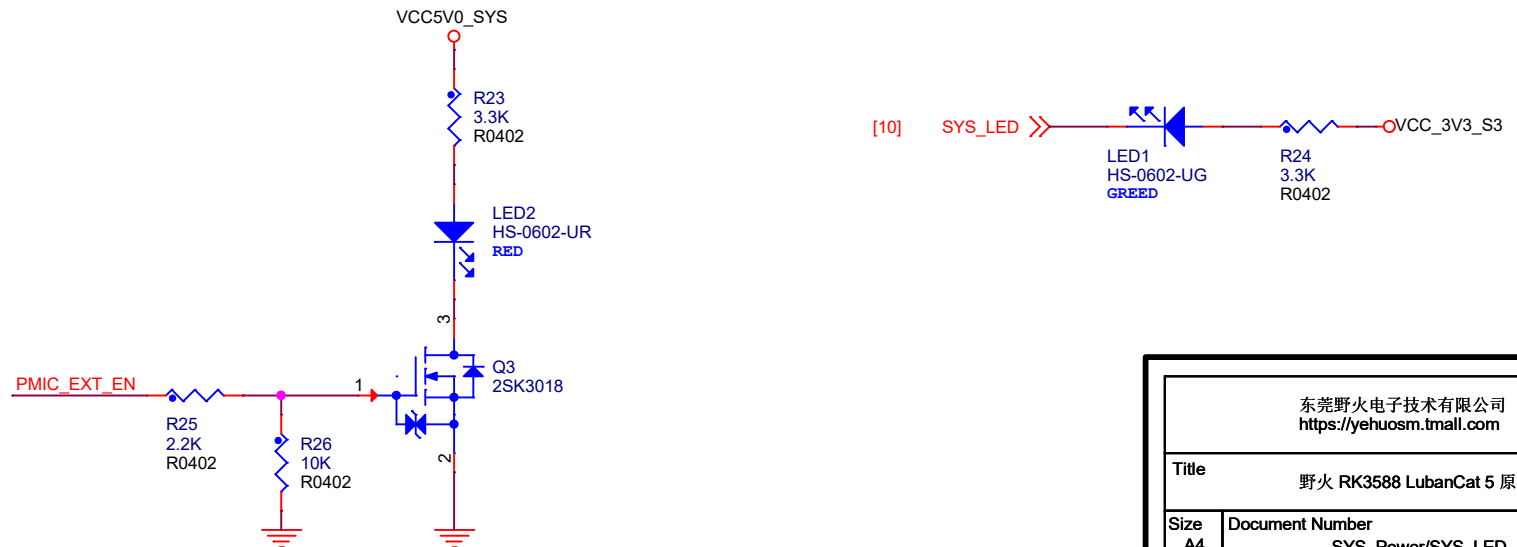 VCC5V0_SYS
R23
3.3K
R0402
LED2
HS-0602-UR
RED
3
Q3
2SK3018
1
2
PMIC_EXT_EN
R25
2.2K
R0402
R26
10K
R0402
[10]
SYS_LED
LED1
HS-0602-UG
GREED
R24
3.3K
R0402
VCC_3V3_S3
东莞野火电子技术有限公司
https://yehuosm.tmall.com
Title
野火 RK3588 LubanCat 5 原
Size
A4
Document Number
SYS_Power/SYS_LED